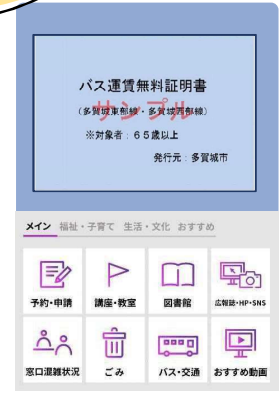 バス運賃無料証明書
(多賀城東部線・多賀城西部線)
サンプル
※対象者:65歳以上
発行元:多賀城市
メイン 福祉・子育て 生活・文化 おすすめ
予約・申請 講座・教室 図書館 広報誌・HP・SNS
窓口混雑状況 ごみ バス・交通 おすすめ動画